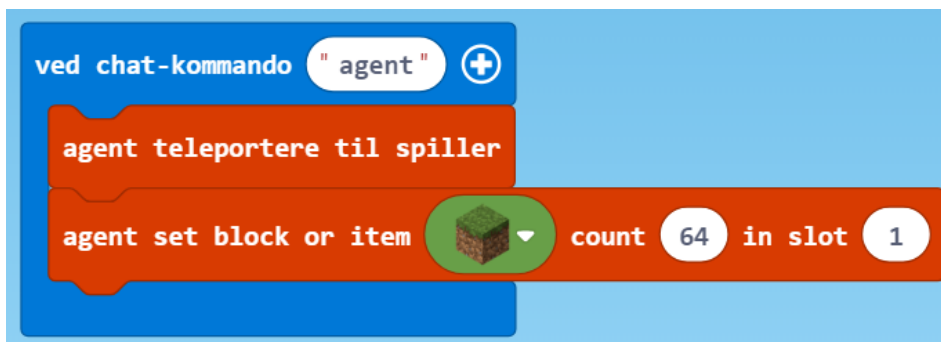 ved chat-kommando "agent"
agent teleportere til spiller
agent set block or item count 64 in slot 1